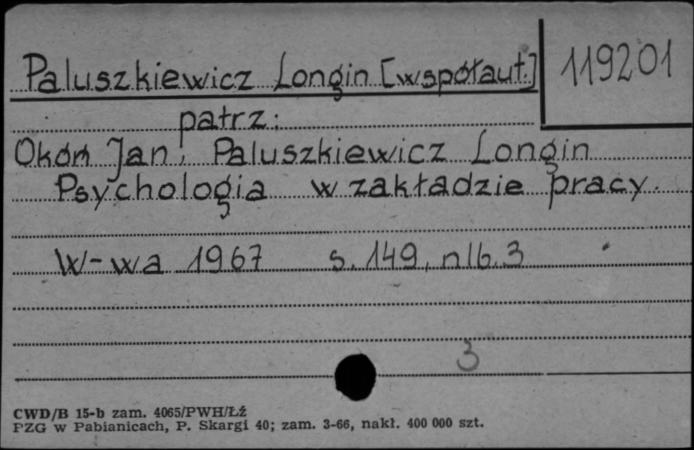 Paluszkiewicz Longin [współaut.]
119201
patrz:
Okóń Jan, Paluszkiewicz Longin
Psychologia w zakładzie pracy.
W-wa 1967 s. 149, nlb. 3
3
CWD/B 15-b zam. 4065/PWH/Łź
PZG w Pabianicach, P. Skargi 40; zam. 3-66, nakł. 400 000 szt.